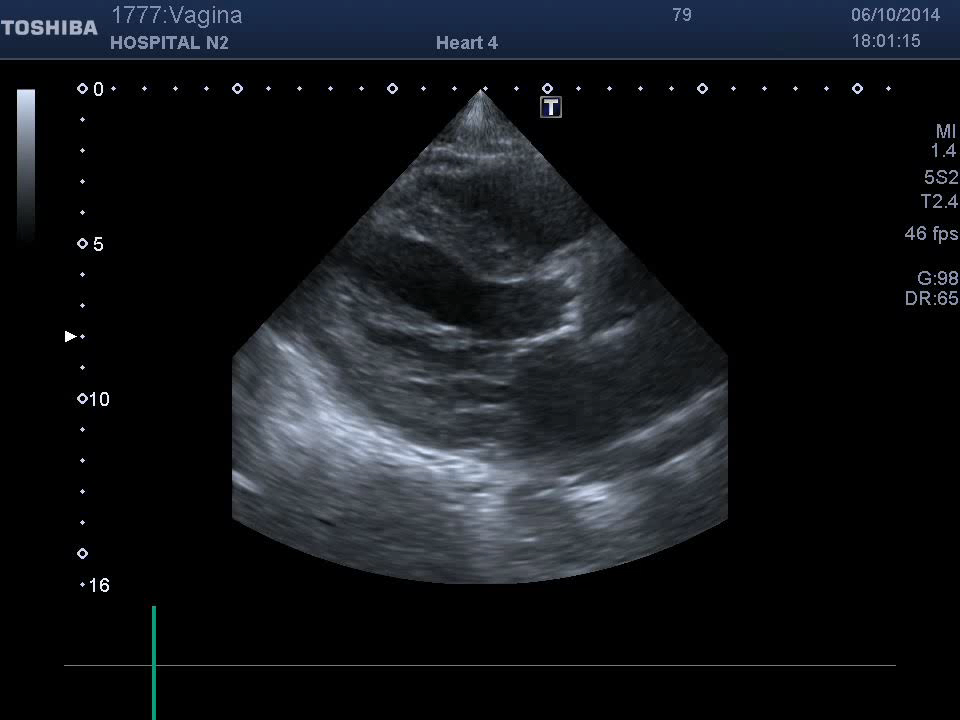 TOSHIBA
1777:Vagina
79
06/10/2014
HOSPITAL N2
Heart 4
18:01:15
0
T
MI
1.4
5S2
T2.4
46 fps
5
G:98
DR:65
10
16